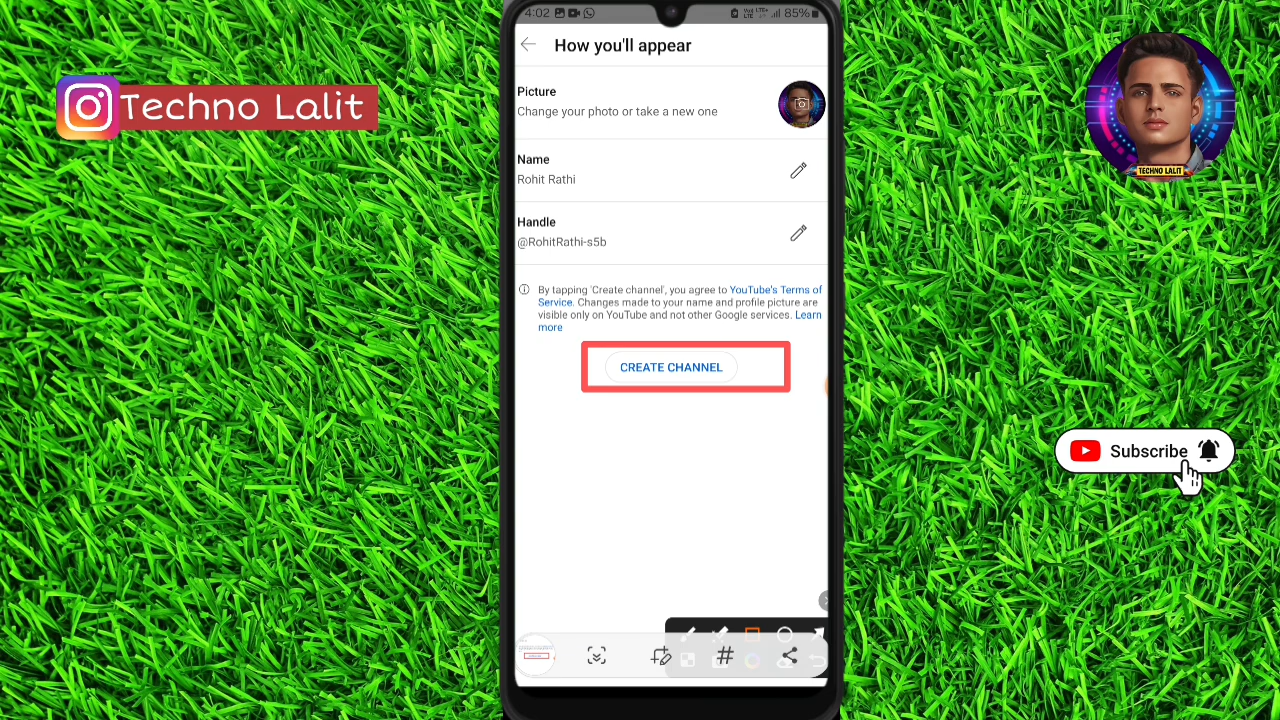 4:02
VoLTE LTE+ 85%
How you'll appear
Techno Lalit
Picture
Change your photo or take a new one
TECHNO LALIT
Name
Rohit Rathi
Handle
@RohitRathi-s5b
By tapping 'Create channel', you agree to YouTube's Terms of
Service. Changes made to your name and profile picture are
visible only on YouTube and not other Google services. Learn
more
CREATE CHANNEL
Subscribe
#